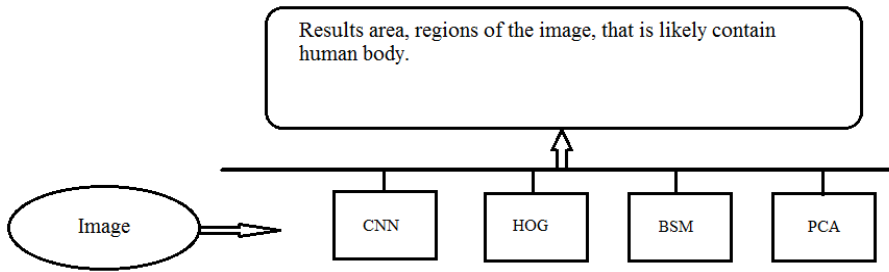 Results area, regions of the image, that is likely contain
human body.
Image
CNN
HOG
BSM
PCA